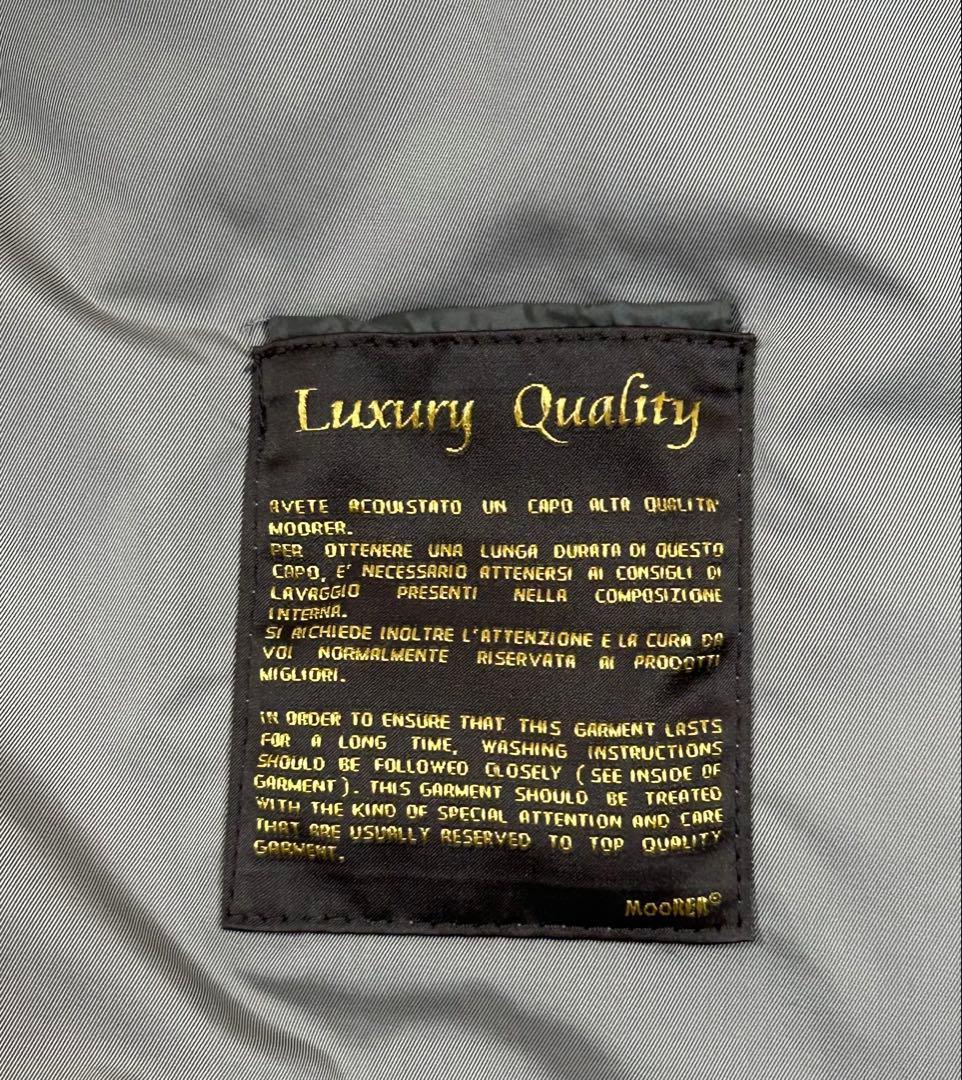 Luxury Quality
AVETE ACQUISTATO UN CAPO ALTA QUALITA'
MOORER.
PER OTTENERE UNA LUNGA DURATA DI QUESTO
CAPO, E' NECESSARIO ATTENERSI AI CONSIGLI DI
LAVAGGIO PRESENTI NELLA COMPOSIZIONE
INTERNA.
SI RICHIEDE INOLTRE L'ATTENZIONE E LA CURA DA
VOI NORMALMENTE RISERVATA AI PRODOTTI
MIGLIORI.
IN ORDER TO ENSURE THAT THIS GARMENT LASTS
FOR A LONG TIME, WASHING INSTRUCTIONS
SHOULD BE FOLLOWED CLOSELY ( SEE INSIDE OF
GARMENT ). THIS GARMENT SHOULD BE TREATED
WITH THE KIND OF SPECIAL ATTENTION AND CARE
THAT ARE USUALLY RESERVED TO TOP QUALITY
GARMENT.
MooRER©